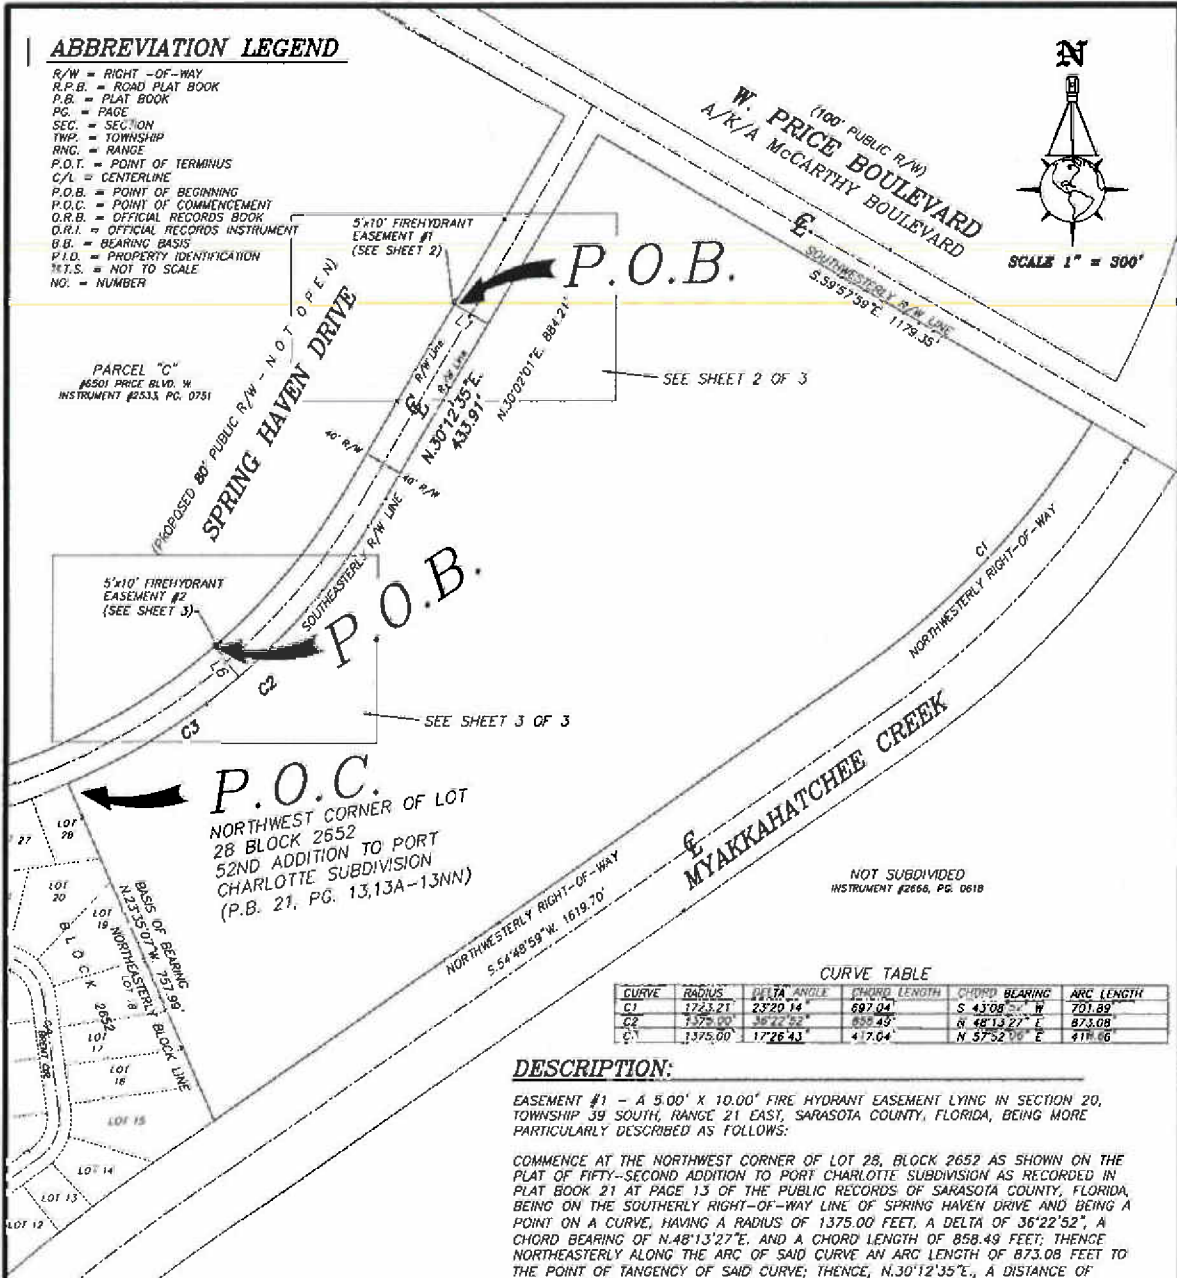 ABBREVIATION LEGEND
R/W = RIGHT -OF-WAY
R.P.B. = ROAD PLAT BOOK
P.B. = PLAT BOOK
PG. = PAGE
SEC. = SECTION
TWP. = TOWNSHIP
RNG. = RANGE
P.O.T. = POINT OF TERMINUS
C/L = CENTERLINE
P.O.B. = POINT OF BEGINNING
P.O.C. = POINT OF COMMENCEMENT
O.R.B. = OFFICIAL RECORDS BOOK
O.R.I. = OFFICIAL RECORDS INSTRUMENT
B.B. = BEARING BASIS
P.I.D. = PROPERTY IDENTIFICATION
N.T.S. = NOT TO SCALE
NO. = NUMBER
N
SCALE 1" = 300'
(100' PUBLIC R/W)
W. PRICE BOULEVARD
A/K/A McCARTHY BOULEVARD
SOUTHWESTERLY R/W LINE
S.59°57'59"E. 1179.35'
5'x10' FIREHYDRANT
EASEMENT #1
(SEE SHEET 2)
P.O.B.
L1
R/W Line
R/W Line
N.30°12'35"E.
433.91'
N.30°02'01"E. 884.21'
SEE SHEET 2 OF 3
PARCEL "C"
#6501 PRICE BLVD. W
INSTRUMENT #2533, PG. 0751
(PROPOSED 80' PUBLIC R/W - NOT OPEN)
SPRING HAVEN DRIVE
40' R/W
40' R/W
SOUTHEASTERLY R/W LINE
5'x10' FIREHYDRANT
EASEMENT #2
(SEE SHEET 3)
P.O.B.
L6
C2
C3
SEE SHEET 3 OF 3
C1
NORTHWESTERLY RIGHT-OF-WAY
MYAKKAHATCHEE CREEK
P.O.C.
NORTHWEST CORNER OF LOT
28 BLOCK 2652
52ND ADDITION TO PORT
CHARLOTTE SUBDIVISION
(P.B. 21, PG. 13,13A-13NN)
NORTHWESTERLY RIGHT-OF-WAY
S.54°48'59"W. 1619.70'
NOT SUBDIVIDED
INSTRUMENT #2666, PG. 0618
27
LOT 28
LOT 20
LOT 19
LOT 18
LOT 17
LOT 16
LOT 15
LOT 14
LOT 13
LOT 12
BLOCK 2652
BASIS OF BEARING
N.23°35'07"W. 757.99'
NORTHEASTERLY BLOCK LINE
CURVE TABLE
CURVE RADIUS DELTA ANGLE CHORD LENGTH CHORD BEARING ARC LENGTH
C1 1723.21' 23°20'14" 697.04' S 43°08' W 701.89'
C2 1375.00' 36°22'52" 858.49' N 48°13'27" E 873.08
C3 1375.00' 17°26'43" 417.04' N 57°52'06" E 418.66
DESCRIPTION:
EASEMENT #1 - A 5.00' X 10.00' FIRE HYDRANT EASEMENT LYING IN SECTION 20,
TOWNSHIP 39 SOUTH, RANGE 21 EAST, SARASOTA COUNTY, FLORIDA, BEING MORE
PARTICULARLY DESCRIBED AS FOLLOWS:
COMMENCE AT THE NORTHWEST CORNER OF LOT 28, BLOCK 2652 AS SHOWN ON THE
PLAT OF FIFTY-SECOND ADDITION TO PORT CHARLOTTE SUBDIVISION AS RECORDED IN
PLAT BOOK 21 AT PAGE 13 OF THE PUBLIC RECORDS OF SARASOTA COUNTY, FLORIDA,
BEING ON THE SOUTHERLY RIGHT-OF-WAY LINE OF SPRING HAVEN DRIVE AND BEING A
POINT ON A CURVE, HAVING A RADIUS OF 1375.00 FEET, A DELTA OF 36°22'52", A
CHORD BEARING OF N.48°13'27"E. AND A CHORD LENGTH OF 858.49 FEET; THENCE
NORTHEASTERLY ALONG THE ARC OF SAID CURVE AN ARC LENGTH OF 873.08 FEET TO
THE POINT OF TANGENCY OF SAID CURVE; THENCE, N.30°12'35"E., A DISTANCE OF